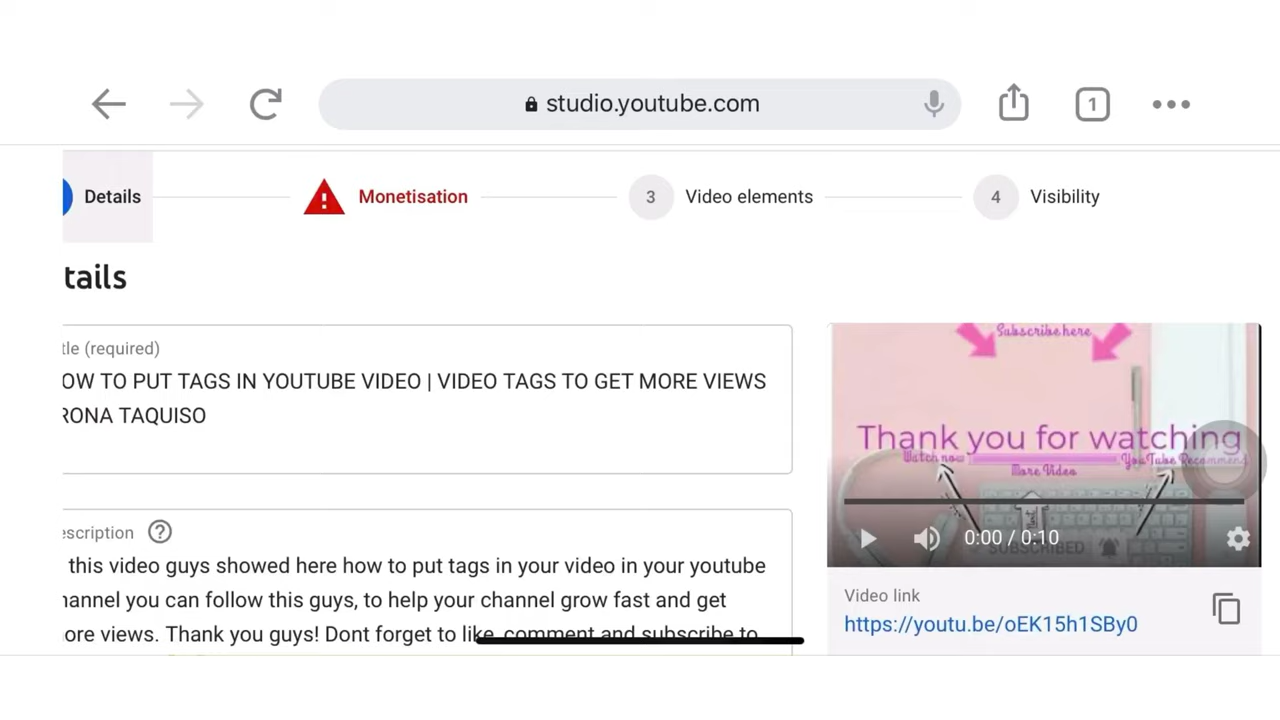 studio.youtube.com
1
Details
Monetisation
3
Video elements
4
Visibility
tails
tle (required)
OW TO PUT TAGS IN YOUTUBE VIDEO | VIDEO TAGS TO GET MORE VIEWS
RONA TAQUISO
escription ?
this video guys showed here how to put tags in your video in your youtube
hannel you can follow this guys, to help your channel grow fast and get
ore views. Thank you guys! Dont forget to like, comment and subscribe to
Subscribe here
Thank you for watching
Watch now
YouTube Recommend
More Video
SUBSCRIBED
0:00 / 0:10
Video link
https://youtu.be/oEK15h1SBy0